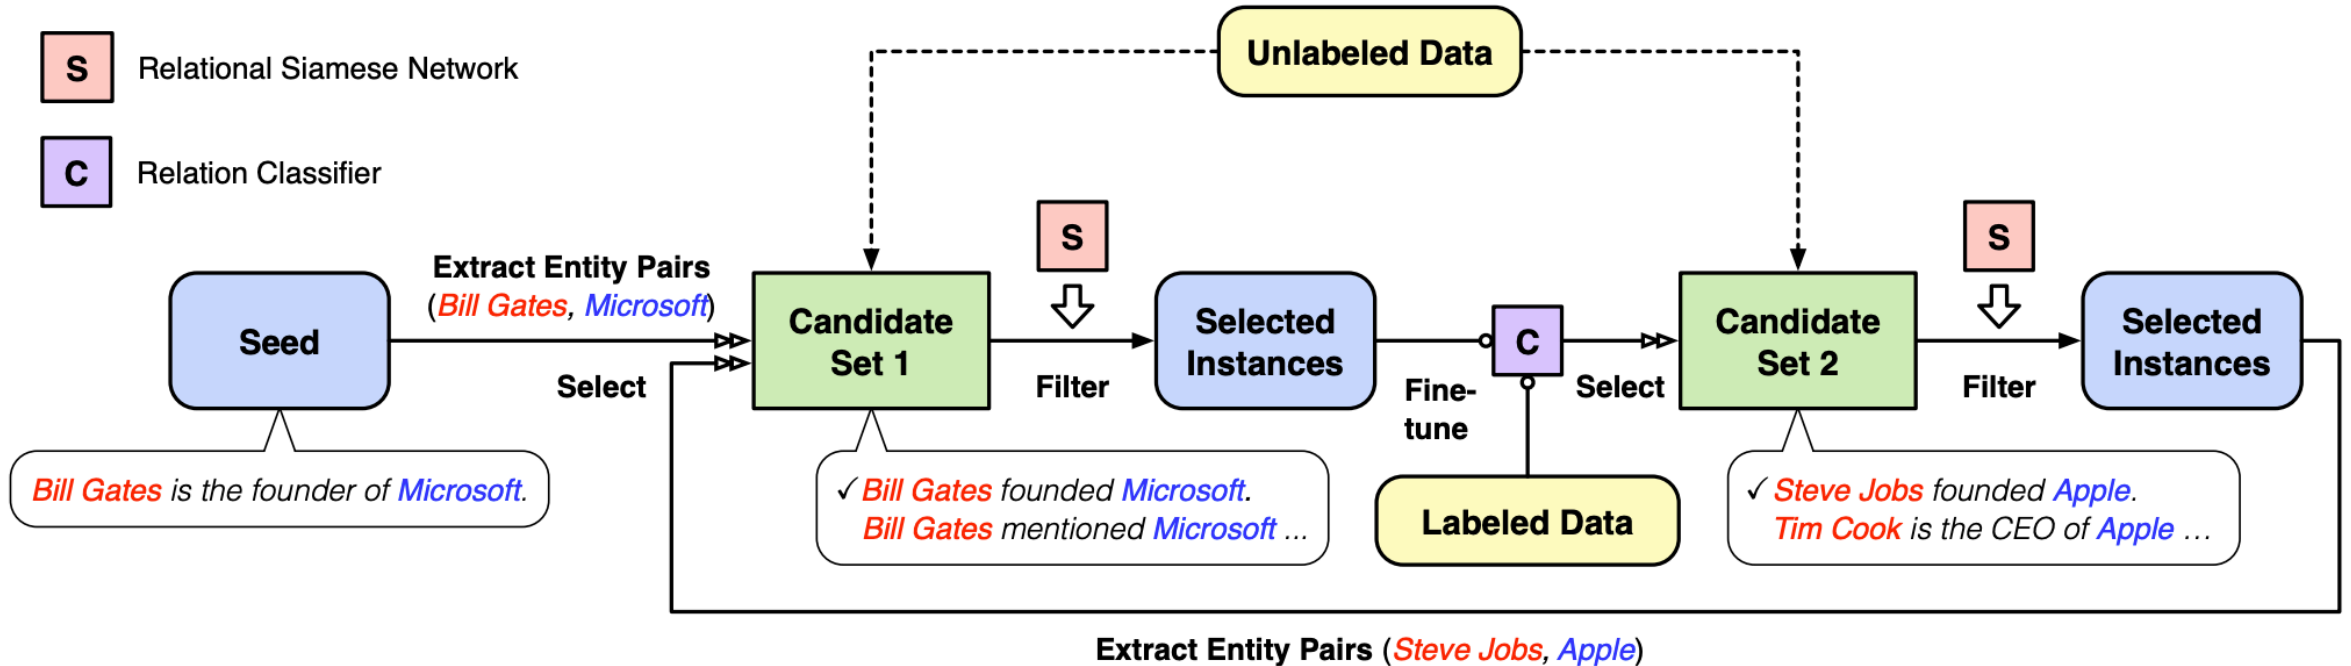 S Relational Siamese Network
C Relation Classifier
Unlabeled Data
Extract Entity Pairs
(Bill Gates, Microsoft)
Select
Seed
Candidate
Set 1
S
Filter
Selected
Instances
Fine-
tune
C
Select
Candidate
Set 2
S
Filter
Selected
Instances
Bill Gates is the founder of Microsoft.
✓Bill Gates founded Microsoft.
Bill Gates mentioned Microsoft ...
Labeled Data
✓Steve Jobs founded Apple.
Tim Cook is the CEO of Apple ...
Extract Entity Pairs (Steve Jobs, Apple)